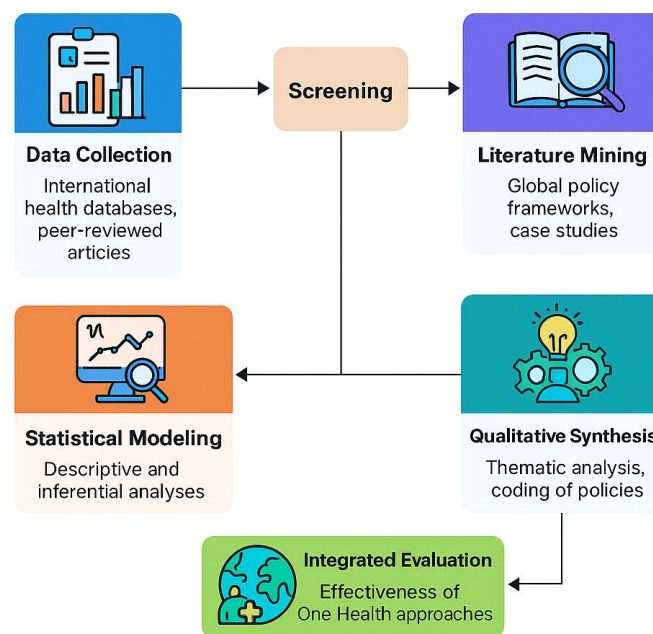 Data Collection
International
health databases,
peer-reviewed
articies
Screening
Literature Mining
Global policy
frameworks,
case studies
Statistical Modeling
Descriptive and
inferential analyses
Qualitative Synthesis
Thematic analysis,
coding of policies
Integrated Evaluation
Effectiveness of
One Health approaches